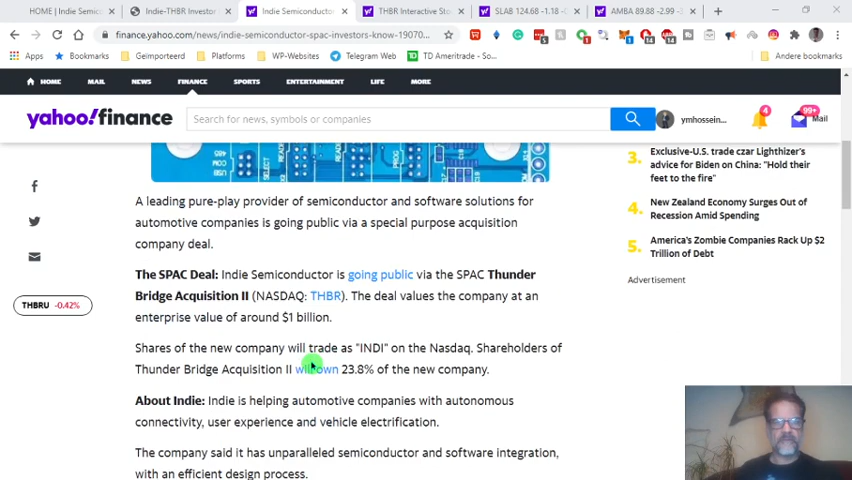 HOME | Indie Semic
Indie-THBR Investor
Indie Semiconductor
THBR Interactive Sto
SLAB 124.68 -1.18 -
AMBA 89.88 -2.99 -
finance.yahoo.com/news/indie-semiconductor-spac-investors-know-19070...
Apps
Bookmarks
Geimporteerd
Platforms
WP-Websites
Telegram Web
TD Ameritrade - So...
Andere bookmarks
HOME
MAIL
NEWS
FINANCE
SPORTS
ENTERTAINMENT
LIFE
MORE
yahoo!finance
Search for news, symbols or companies
ymhossein...
4
99+
Mail
SELECT
A leading pure-play provider of semiconductor and software solutions for
automotive companies is going public via a special purpose acquisition
company deal.
The SPAC Deal: Indie Semiconductor is going public via the SPAC Thunder
Bridge Acquisition II (NASDAQ: THBR). The deal values the company at an
enterprise value of around $1 billion.
THBRU -0.42%
Shares of the new company will trade as "INDI" on the Nasdaq. Shareholders of
Thunder Bridge Acquisition II will own 23.8% of the new company.
About Indie: Indie is helping automotive companies with autonomous
connectivity, user experience and vehicle electrification.
The company said it has unparalleled semiconductor and software integration,
with an efficient design process.
3. Exclusive-U.S. trade czar Lighthizer's
advice for Biden on China: "Hold their
feet to the fire"
4. New Zealand Economy Surges Out of
Recession Amid Spending
5. America's Zombie Companies Rack Up $2
Trillion of Debt
Advertisement